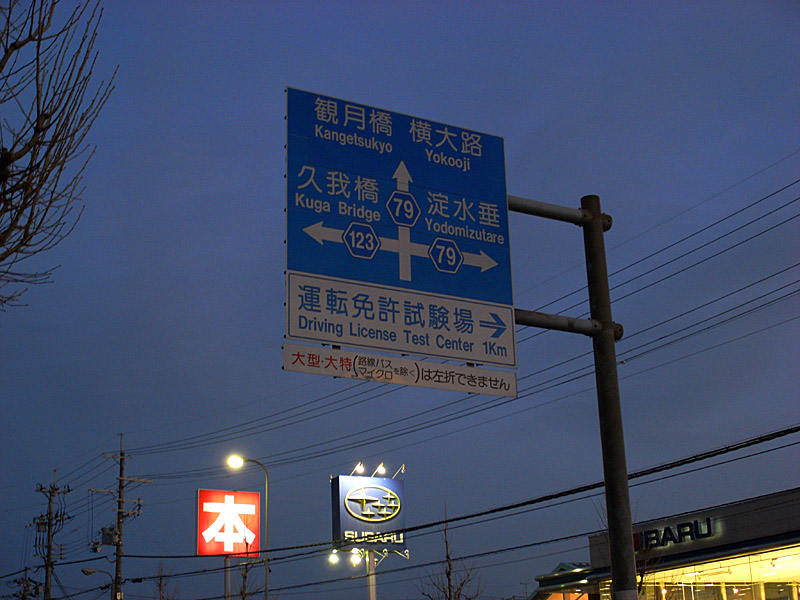 観月橋 横大路
Kangetsukyo Yokooji
久我橋 79 淀水垂
Kuga Bridge Yodomizutare
123 79
運転免許試験場
Driving License Test Center 1Km
大型・大特(路線バス
マイクロを除く)は左折できません
本
SUBARU
SUBARU